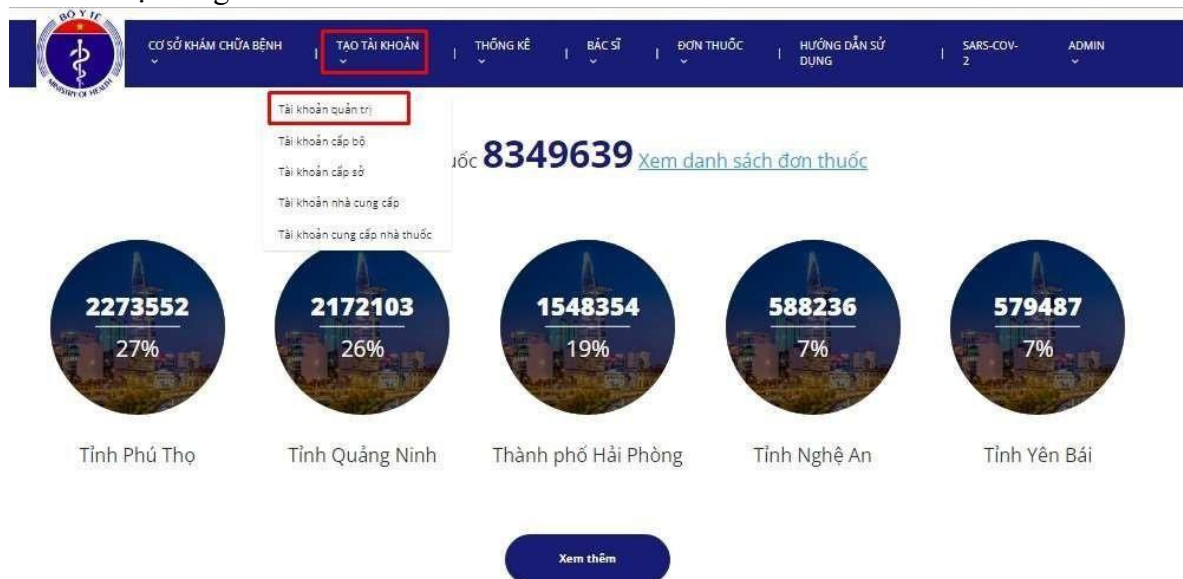 BỘ Y TẾ
MINISTRY OF HEALTH
CƠ SỞ KHÁM CHỮA BỆNH
TẠO TÀI KHOẢN
THỐNG KÊ
BÁC SĨ
ĐƠN THUỐC
HƯỚNG DẪN SỬ
DỤNG
SARS-COV-
2
ADMIN
Tài khoản quản trị
Tài khoản cấp bộ
Tài khoản cấp sở
Tài khoản nhà cung cấp
Tài khoản cung cấp nhà thuốc
8349639 Xem danh sách đơn thuốc
2273552
27%
Tỉnh Phú Thọ
2172103
26%
Tỉnh Quảng Ninh
1548354
19%
Thành phố Hải Phòng
588236
7%
Tỉnh Nghệ An
579487
7%
Tỉnh Yên Bái
Xem thêm